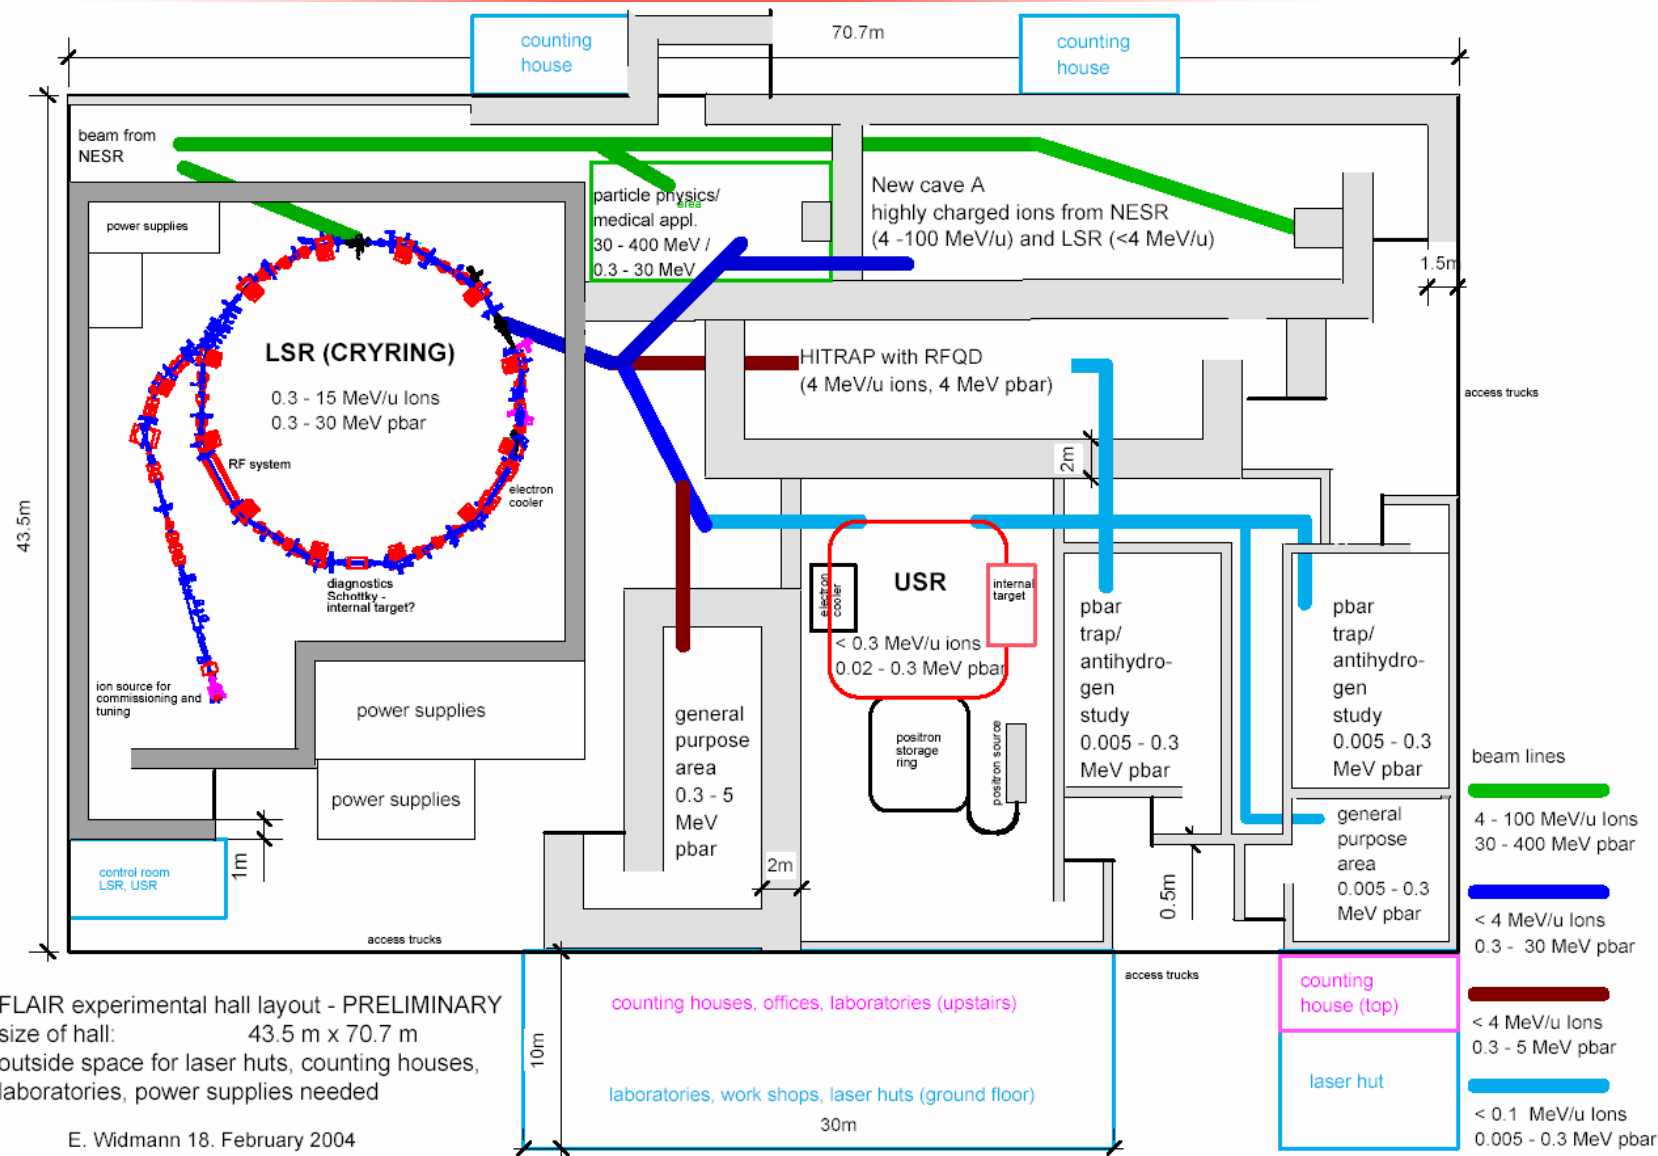 counting
house
70.7m
counting
house
beam from
NESR
power supplies
particle physics/
area
medical appl.
30 - 400 MeV /
0.3 - 30 MeV
New cave A
highly charged ions from NESR
(4 -100 MeV/u) and LSR (<4 MeV/u)
1.5m
LSR (CRYRING)
0.3 - 15 MeV/u Ions
0.3 - 30 MeV pbar
HITRAP with RFQD
(4 MeV/u ions, 4 MeV pbar)
access trucks
RF system
2m
electron
cooler
43.5m
diagnostics
Schottky -
internal target?
electron
cooler
USR
internal
target
< 0.3 MeV/u ions
0.02 - 0.3 MeV pbar
pbar
trap/
antihydro-
gen
study
0.005 - 0.3
MeV pbar
pbar
trap/
antihydro-
gen
study
0.005 - 0.3
MeV pbar
ion source for
commissioning and
tuning
power supplies
general
purpose
area
0.3 - 5
MeV
pbar
positron
storage
ring
positron source
power supplies
beam lines
4 - 100 MeV/u Ions
30 - 400 MeV pbar
general
purpose
area
0.005 - 0.3
MeV pbar
control room
LSR, USR
1m
2m
0.5m
< 4 MeV/u Ions
0.3 - 30 MeV pbar
access trucks
access trucks
FLAIR experimental hall layout - PRELIMINARY
size of hall: 43.5 m x 70.7 m
outside space for laser huts, counting houses,
laboratories, power supplies needed
E. Widmann 18. February 2004
counting houses, offices, laboratories (upstairs)
10m
laboratories, work shops, laser huts (ground floor)
30m
counting
house (top)
laser hut
< 4 MeV/u Ions
0.3 - 5 MeV pbar
< 0.1 MeV/u Ions
0.005 - 0.3 MeV pbar